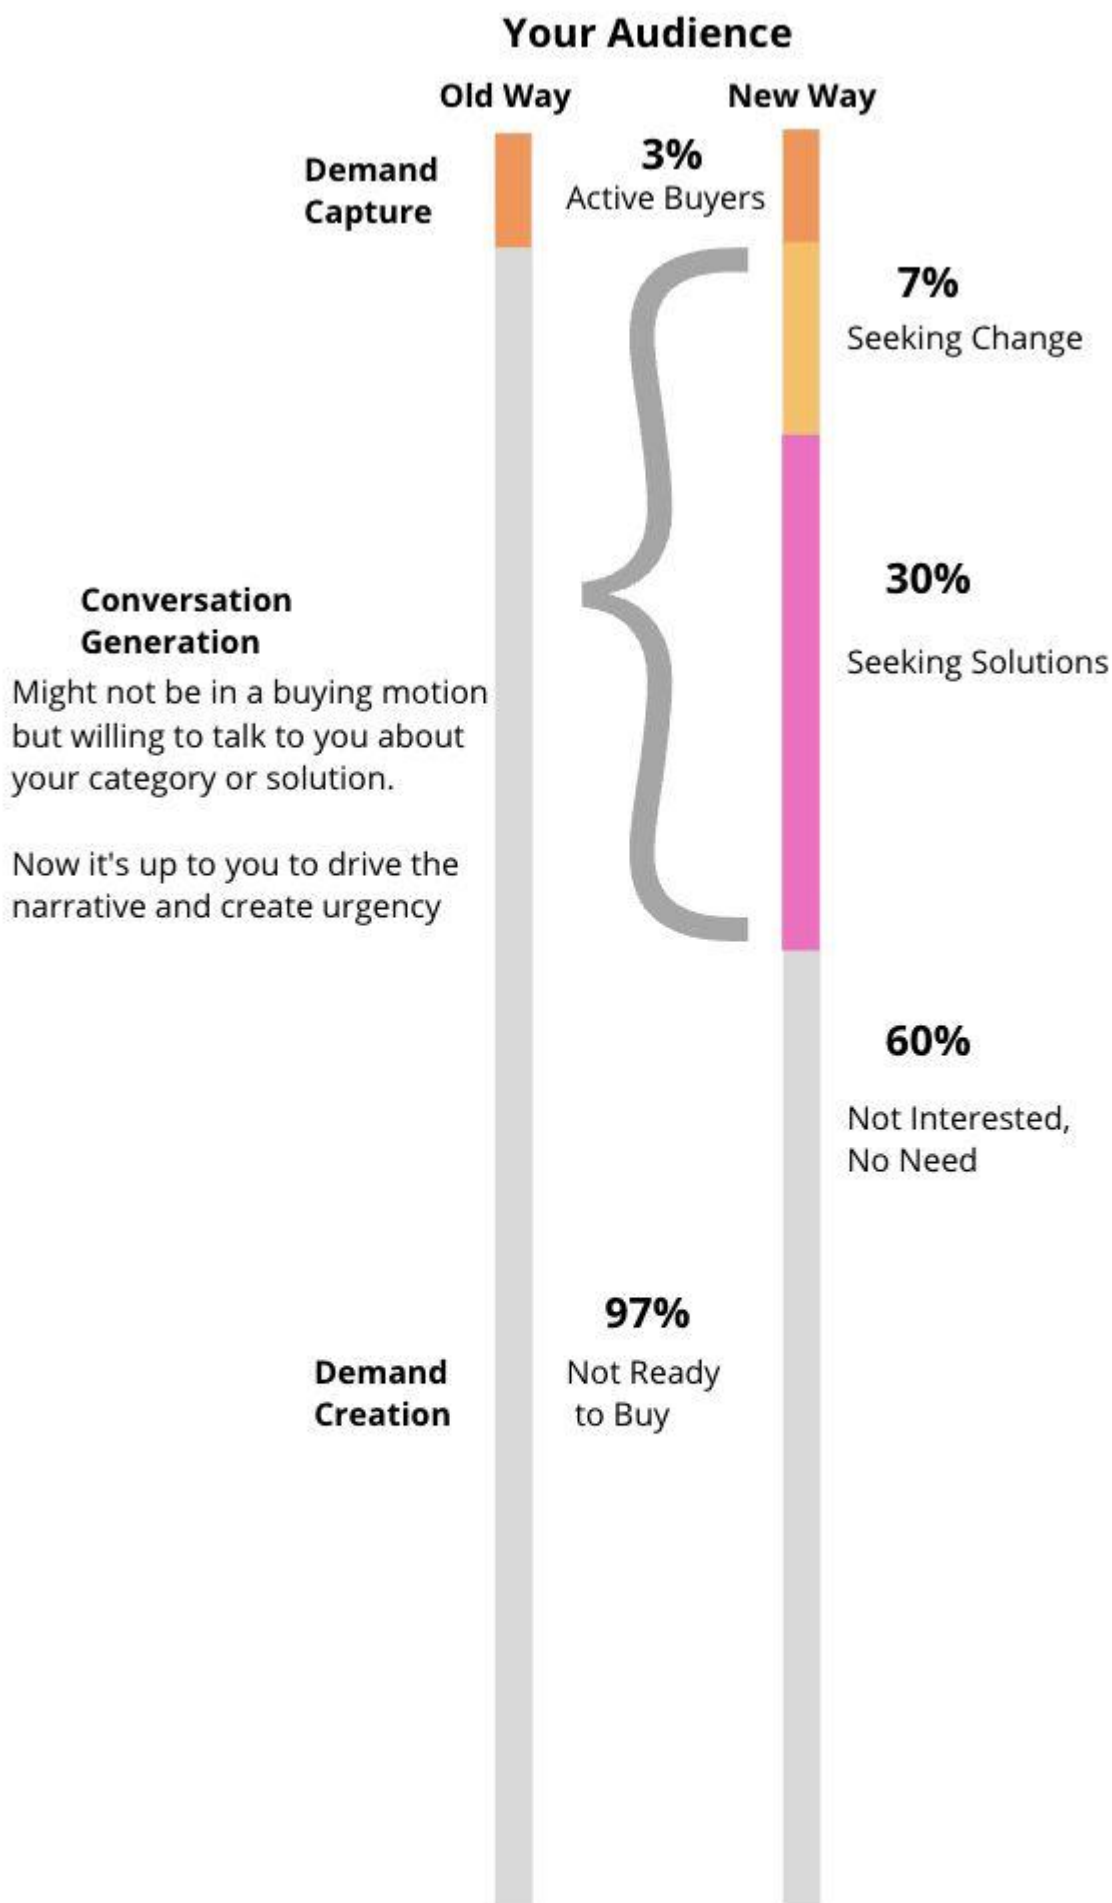 Your Audience
Old Way
New Way
Demand
Capture
3%
Active Buyers
7%
Seeking Change
Conversation
Generation
Might not be in a buying motion
but willing to talk to you about
your category or solution.
Now it's up to you to drive the
narrative and create urgency
30%
Seeking Solutions
60%
Not Interested,
No Need
Demand
Creation
97%
Not Ready
to Buy